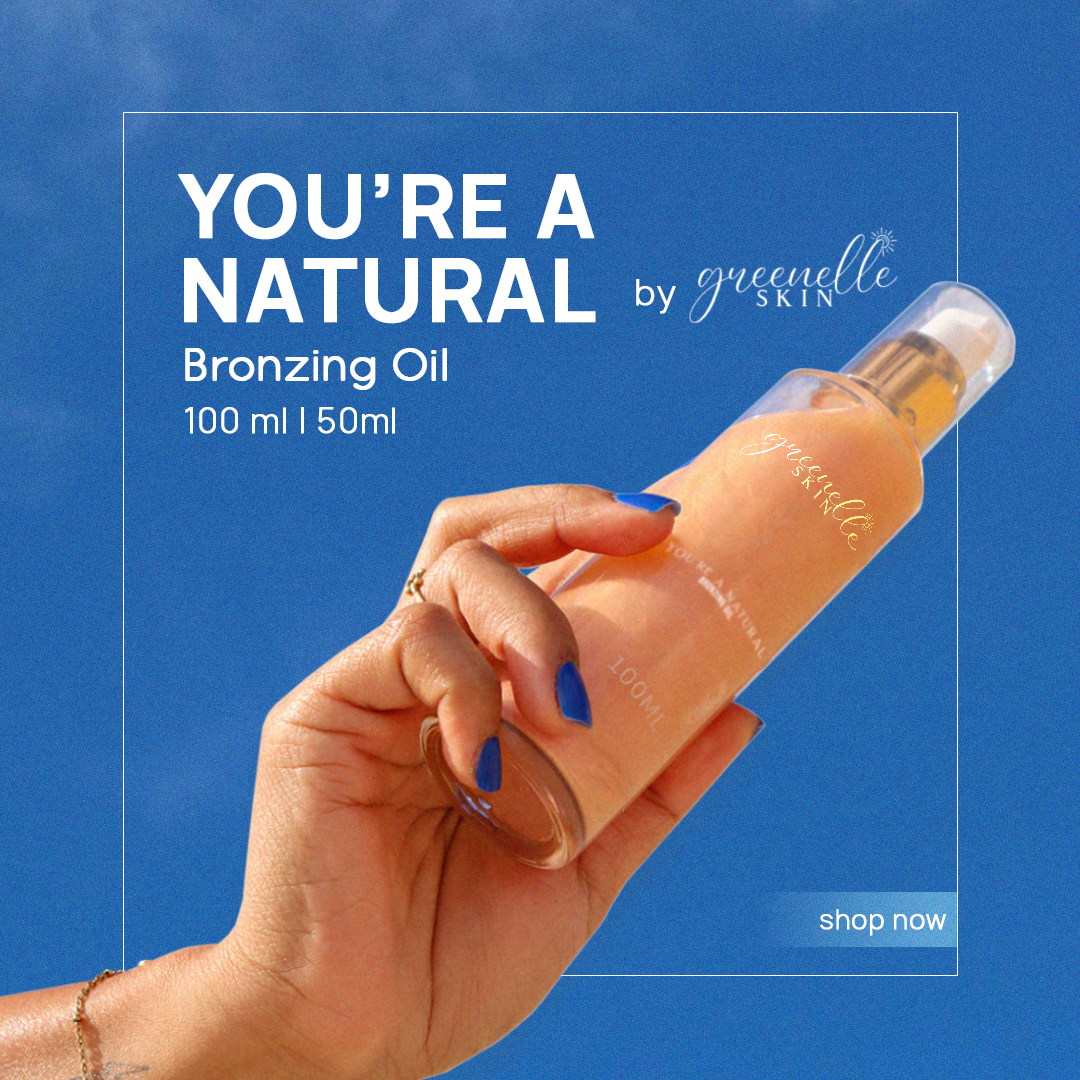 YOU'RE A
NATURAL
by greenelle
SKIN
Bronzing Oil
100 ml | 50ml
greenelle
SKIN
YOU'RE A NATURAL
100ML
shop now